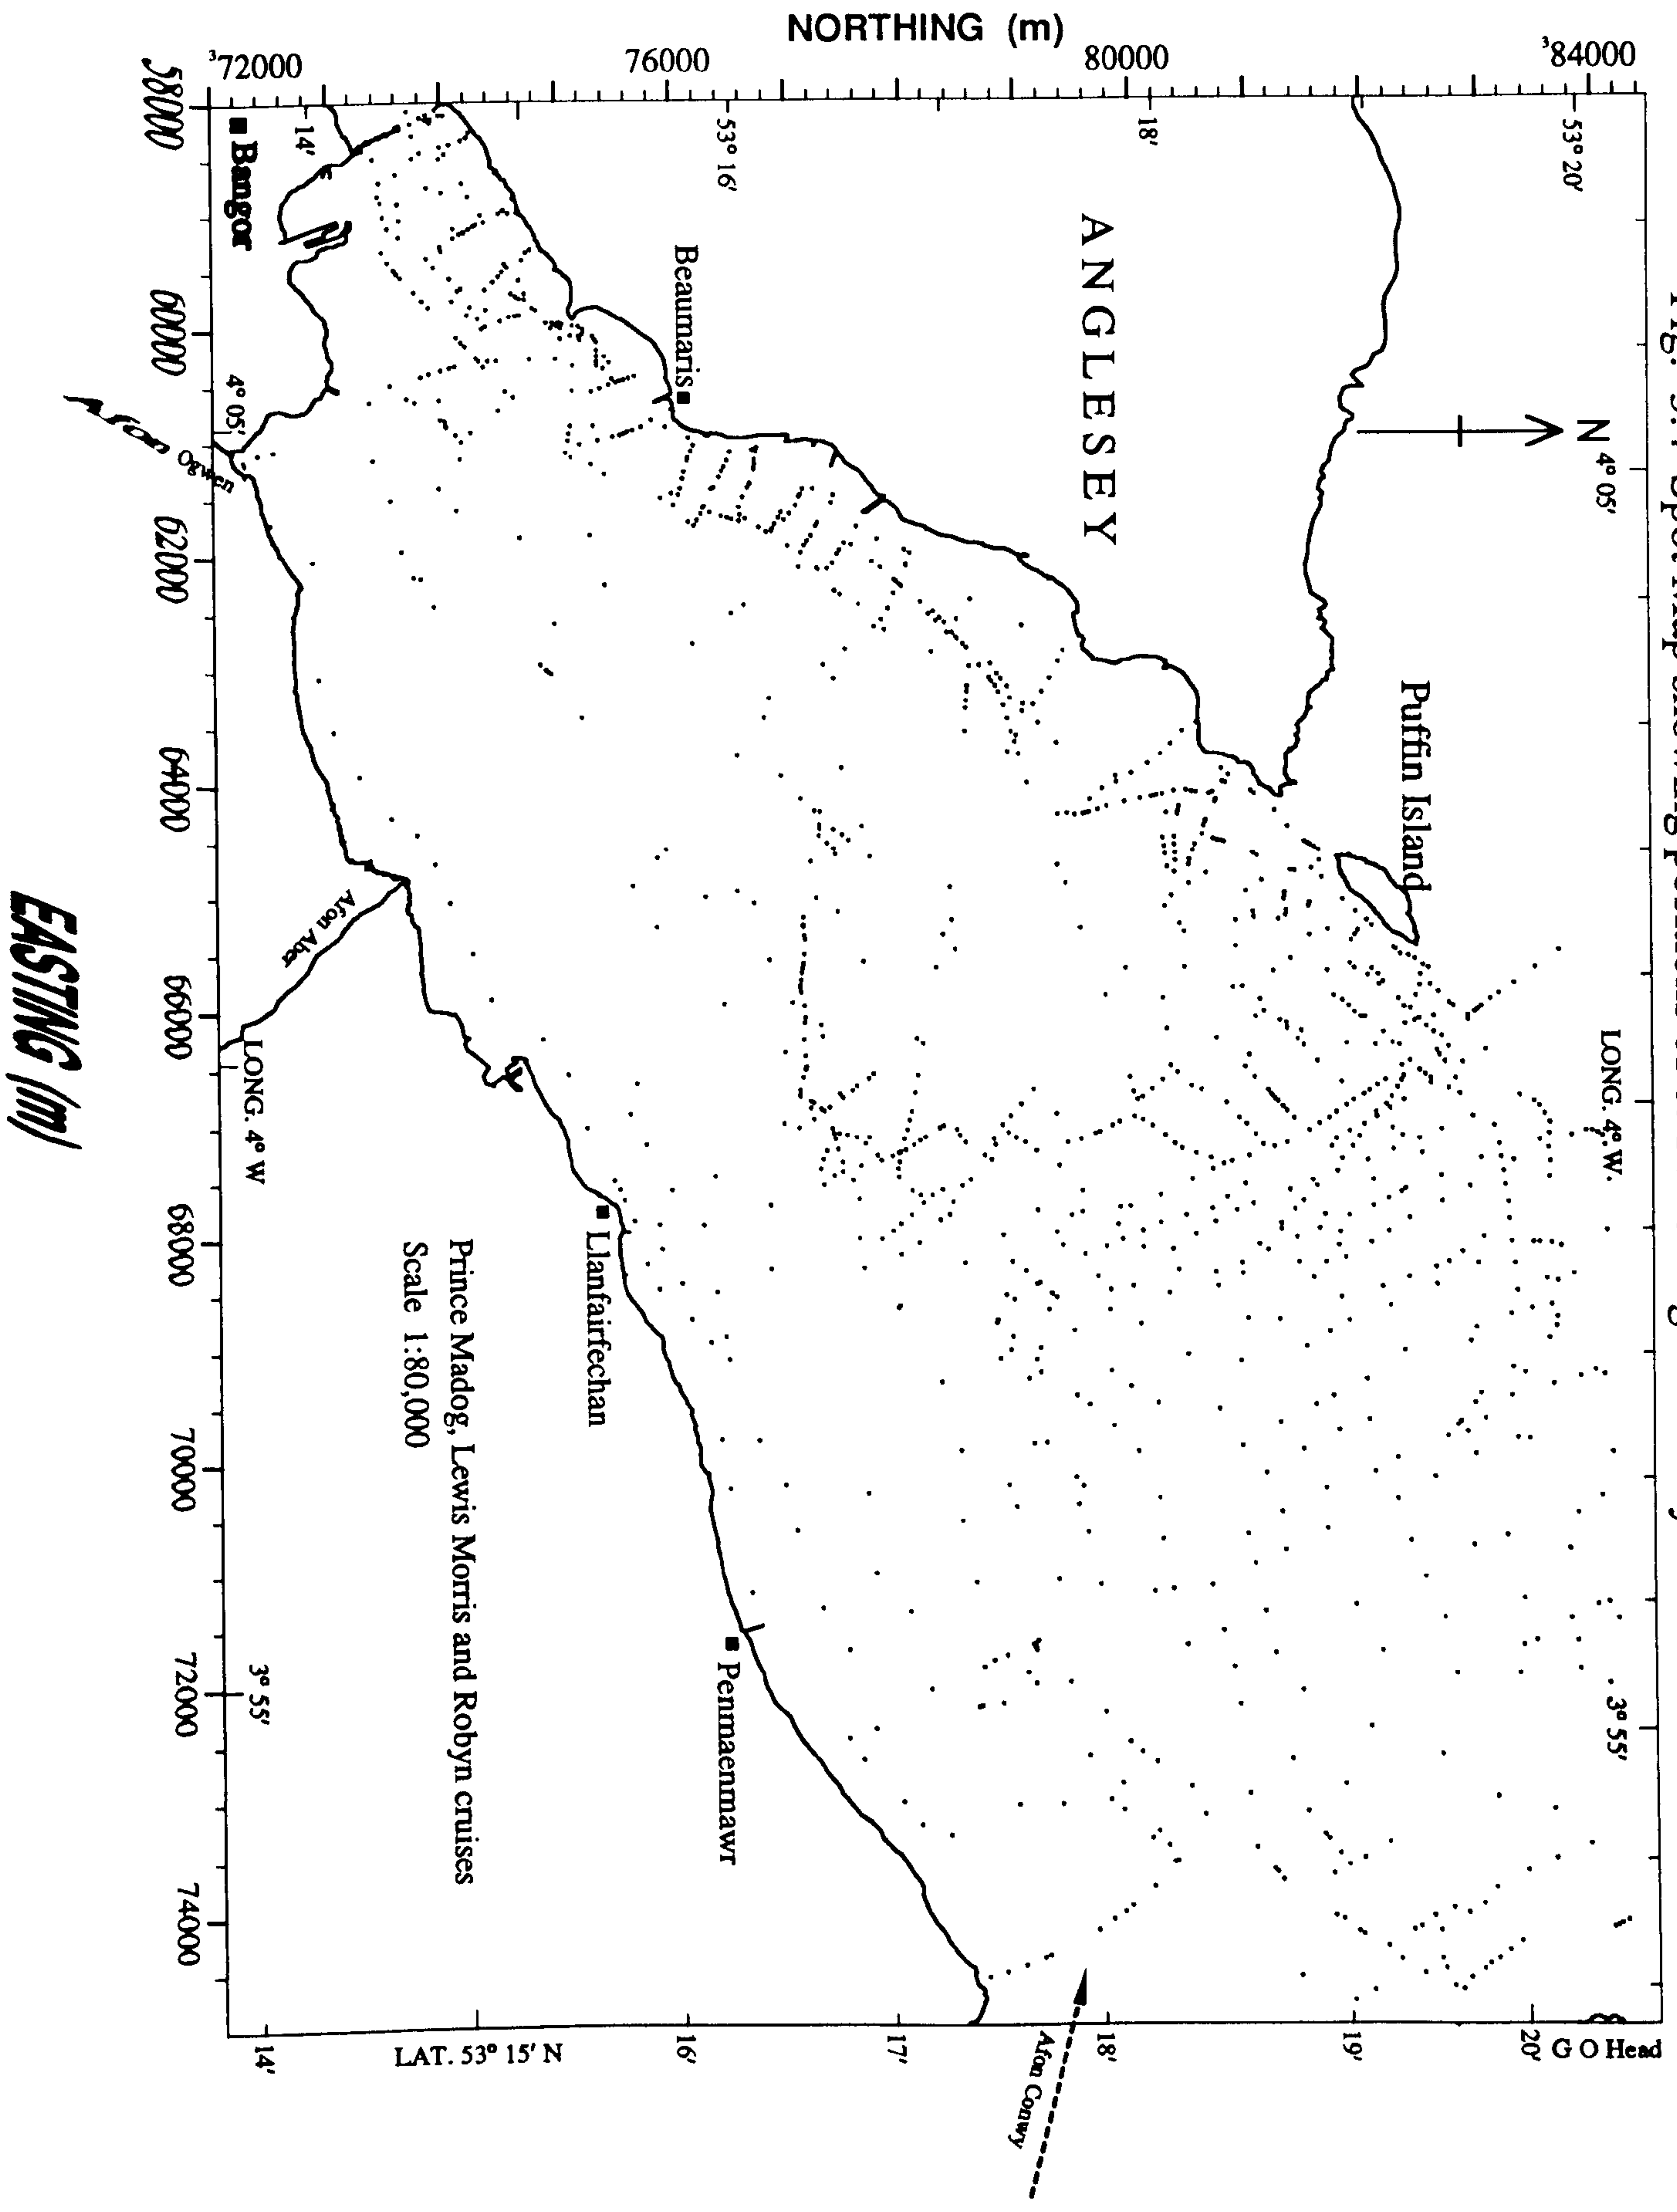 NORTHING (m)
³72000
76000
80000
³84000
14'
53° 16'
18'
53° 20'
58000
60000
62000
64000
66000
68000
70000
72000
74000
EASTING (m)
N
4° 05'
LONG. 4° W.
3° 55'
ANGLESEY
Puffin Island
Beaumaris
Bangor
4° 05'
Afon Ogwen
Afon Aber
LONG. 4° W
3° 55'
Llanfairfechan
Penmaenmawr
Prince Madog, Lewis Morris and Robyn cruises
Scale 1:80,000
14'
LAT. 53° 15' N
16'
17'
18'
19'
20'
G O Head
Afon Conwy